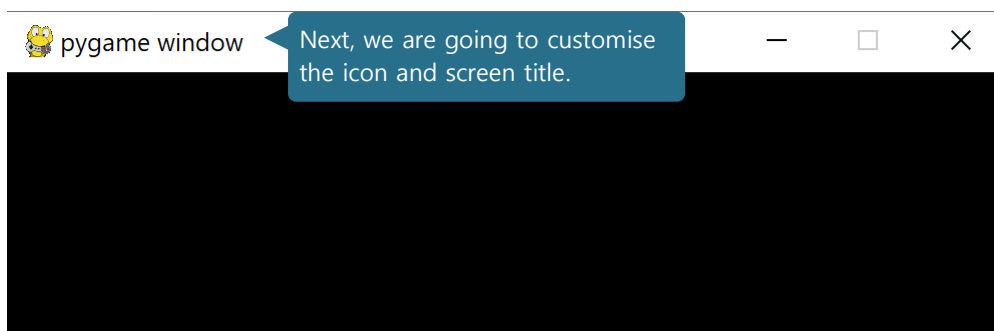 pygame window
Next, we are going to customise
the icon and screen title.